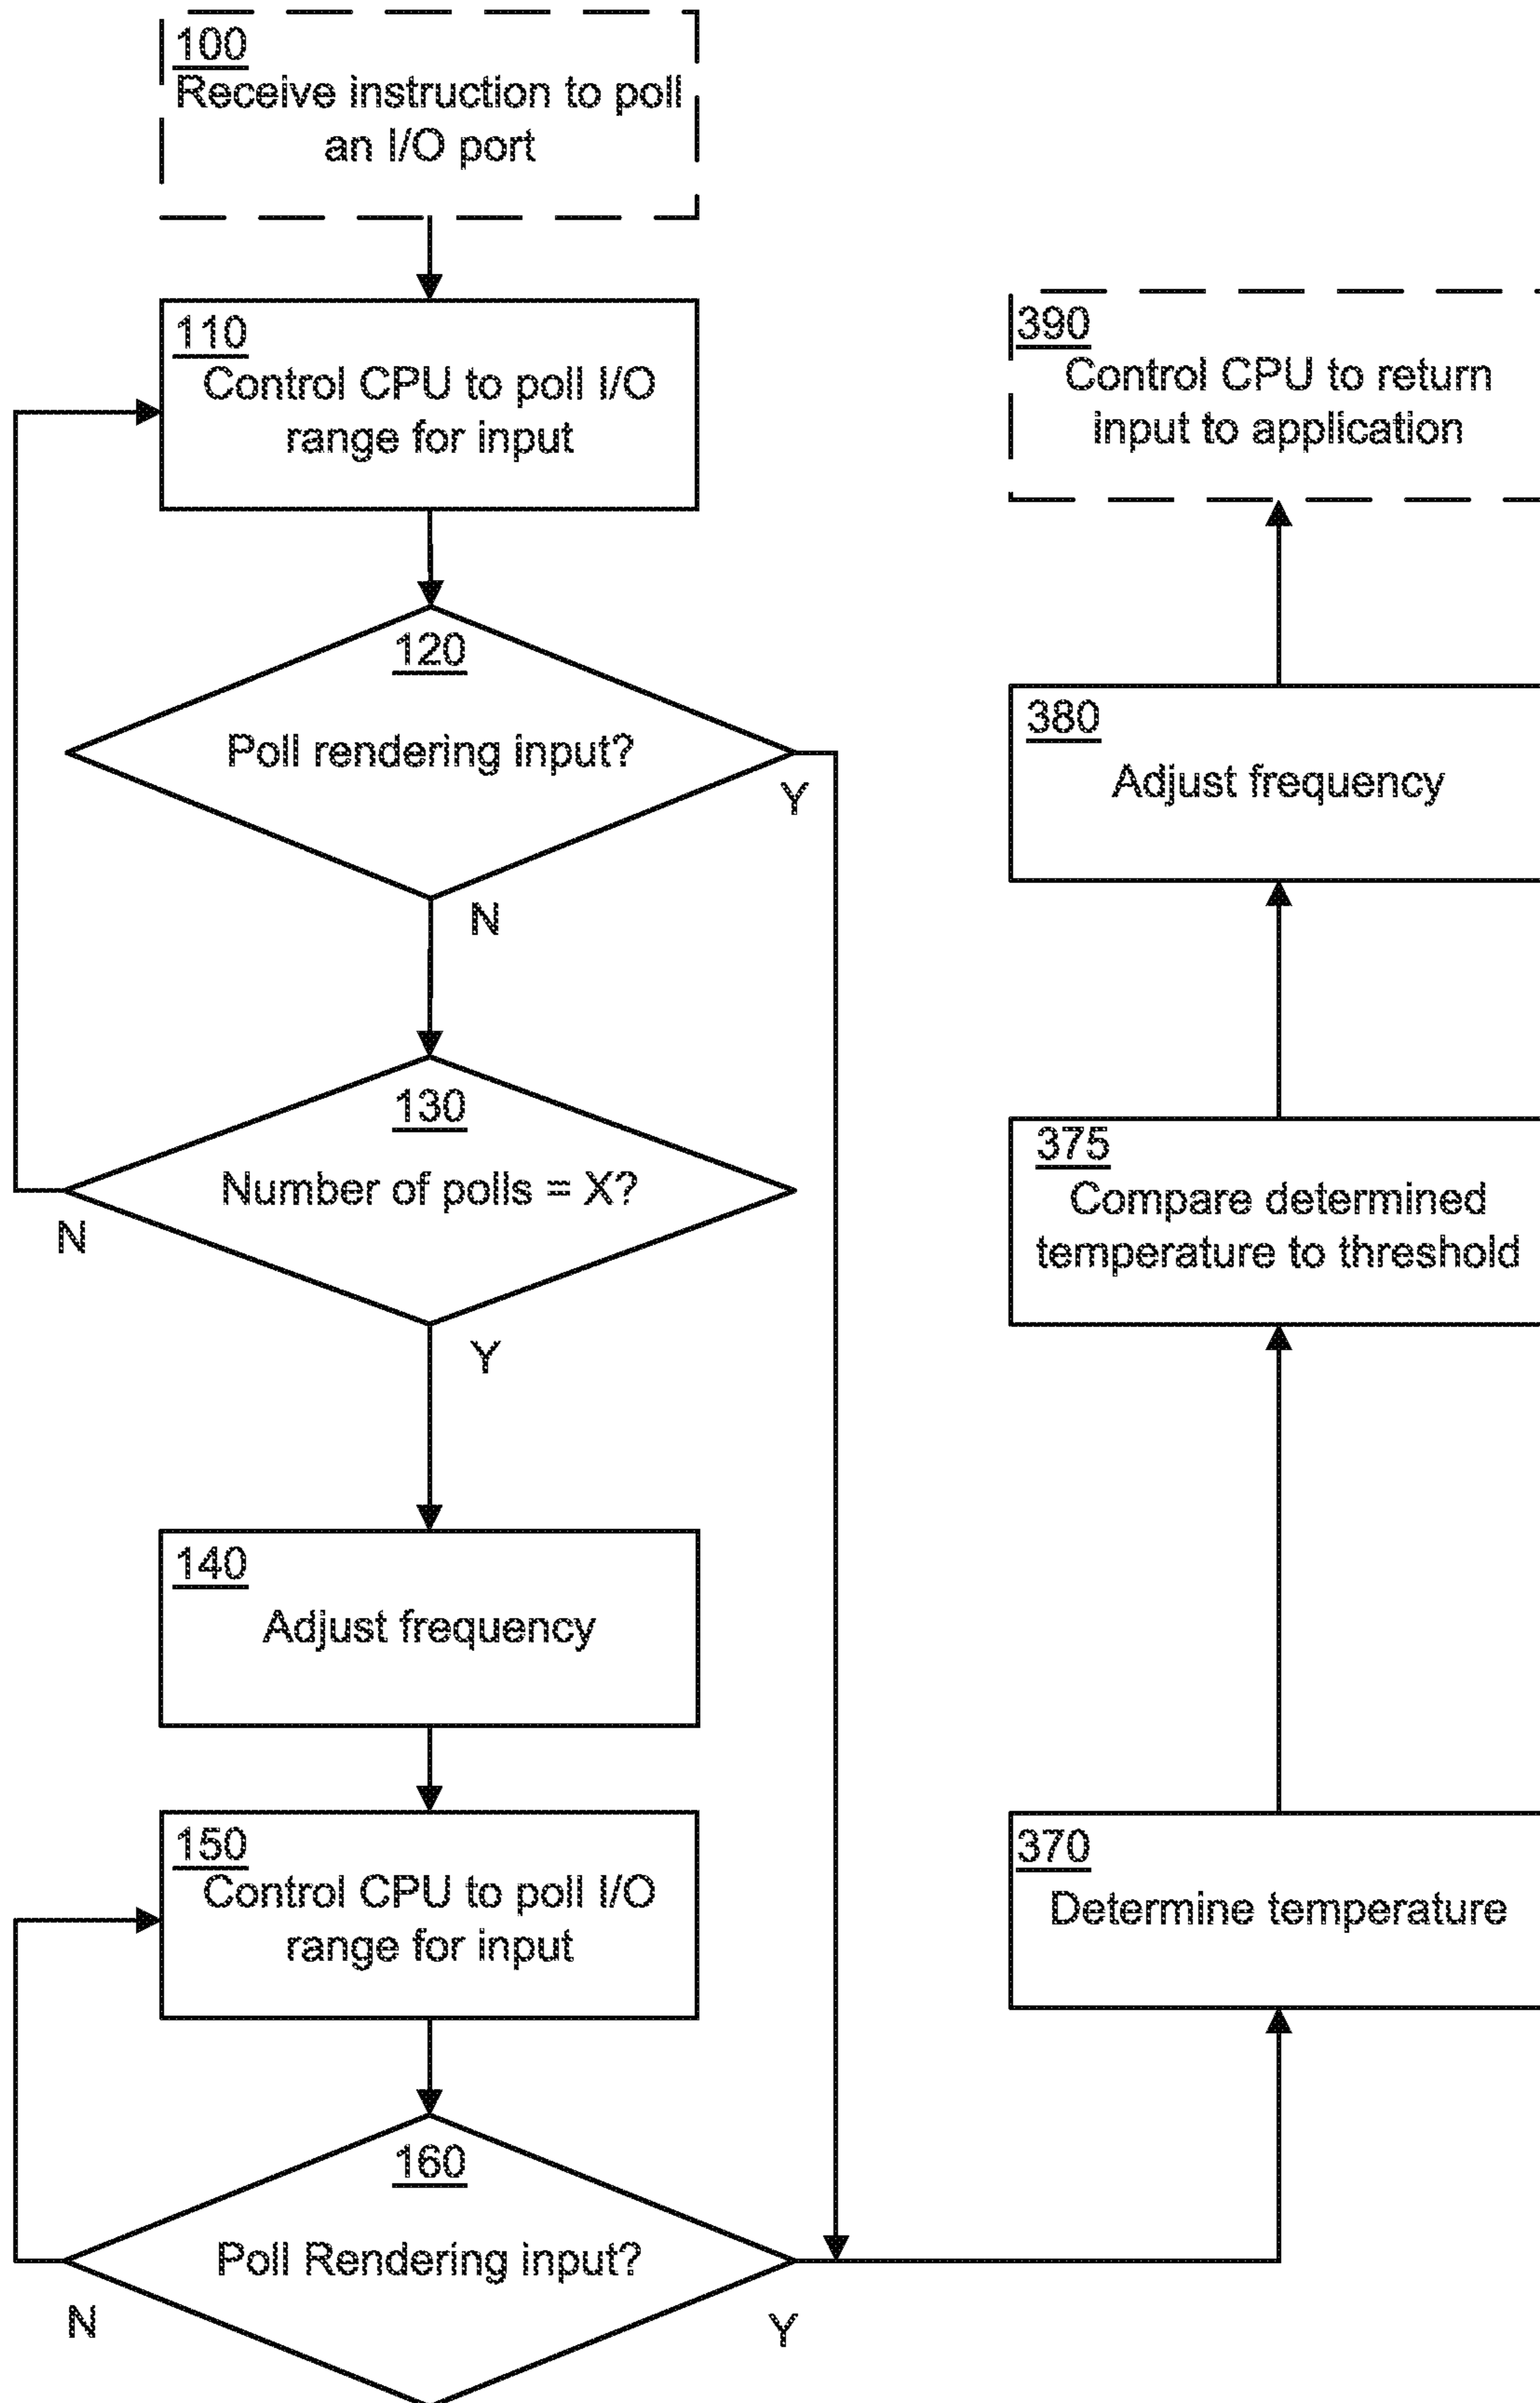 100
Receive instruction to poll
an I/O port
110
Control CPU to poll I/O
range for input
120
Poll rendering input?
Y
N
130
Number of polls = X?
N
Y
140
Adjust frequency
150
Control CPU to poll I/O
range for input
160
Poll Rendering input?
N
Y
390
Control CPU to return
input to application
380
Adjust frequency
375
Compare determined
temperature to threshold
370
Determine temperature